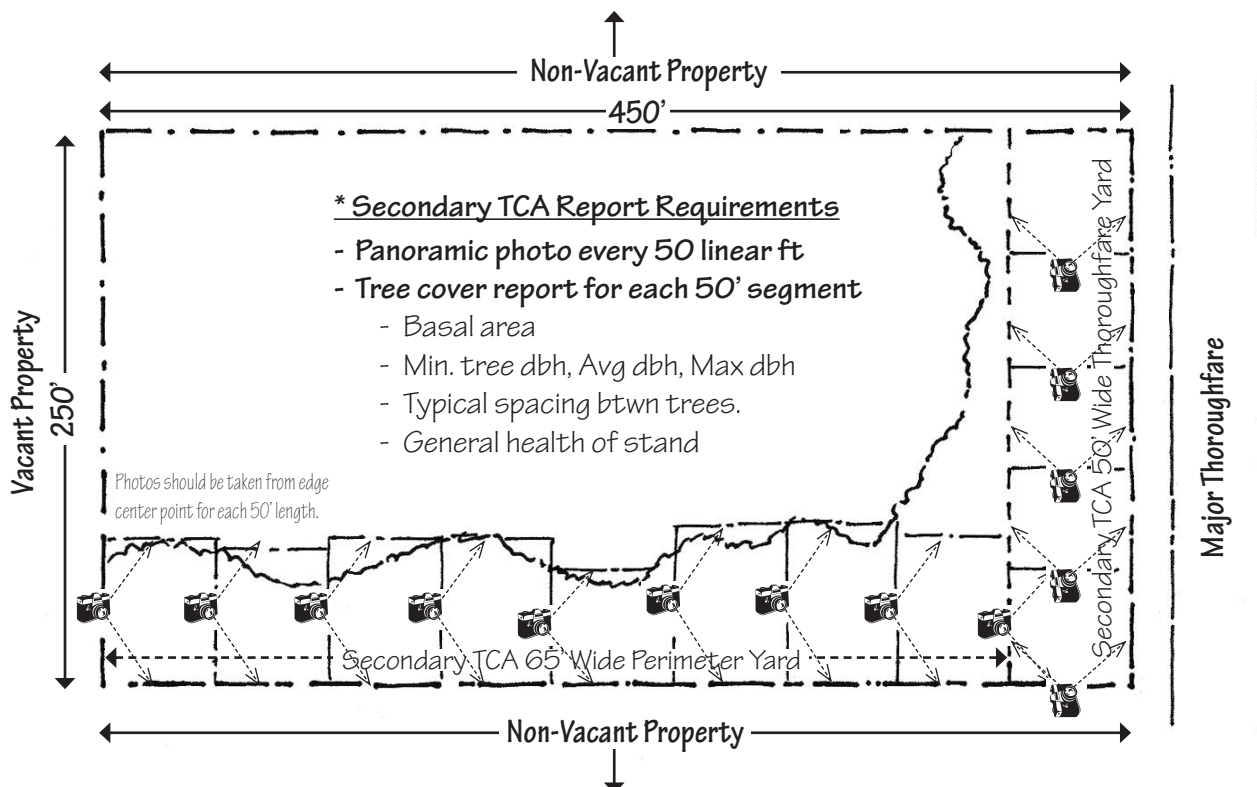 Non-Vacant Property
450'
Vacant Property
250'
* Secondary TCA Report Requirements
- Panoramic photo every 50 linear ft
- Tree cover report for each 50' segment
- Basal area
- Min. tree dbh, Avg dbh, Max dbh
- Typical spacing btwn trees.
- General health of stand
Photos should be taken from edge
center point for each 50' length.
Secondary TCA 50' Wide Thoroughfare Yard
Major Thoroughfare
Secondary TCA 65' Wide Perimeter Yard
Non-Vacant Property